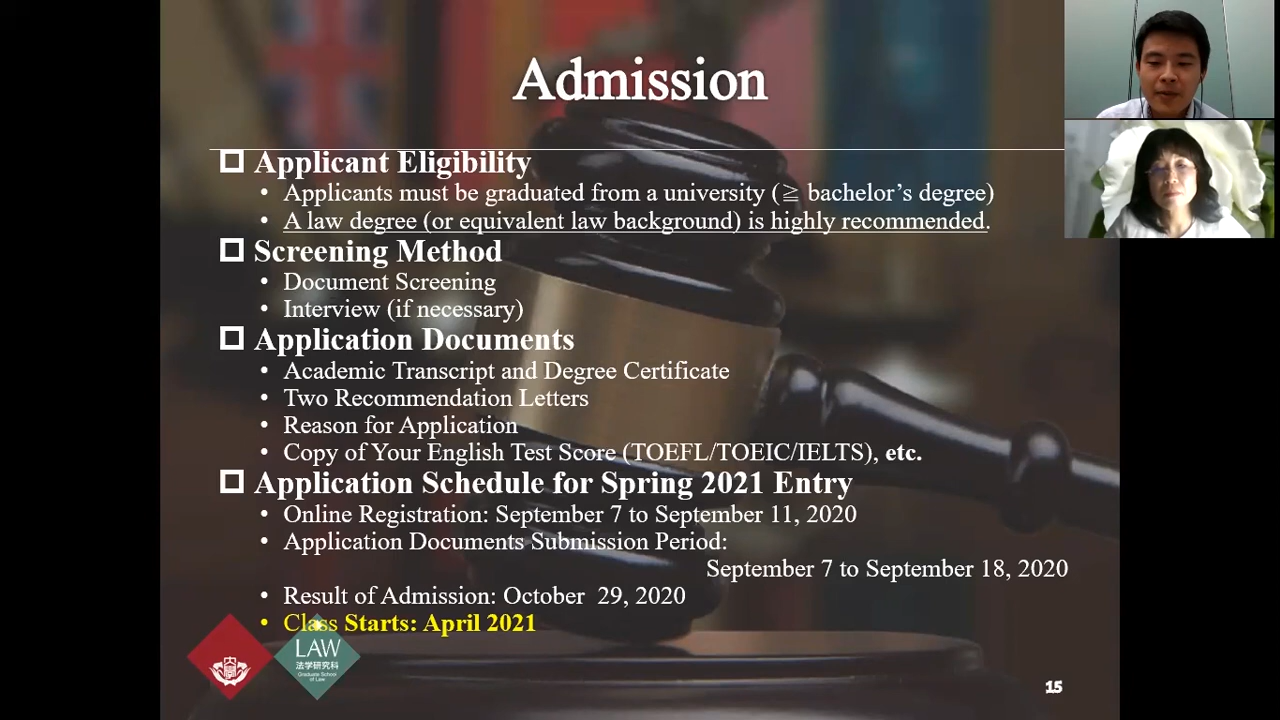 Admission
Applicant Eligibility
• Applicants must be graduated from a university (≧ bachelor's degree)
• A law degree (or equivalent law background) is highly recommended.
Screening Method
• Document Screening
• Interview (if necessary)
Application Documents
• Academic Transcript and Degree Certificate
• Two Recommendation Letters
• Reason for Application
• Copy of Your English Test Score (TOEFL/TOEIC/IELTS), etc.
Application Schedule for Spring 2021 Entry
• Online Registration: September 7 to September 11, 2020
• Application Documents Submission Period:
September 7 to September 18, 2020
• Result of Admission: October 29, 2020
• Class Starts: April 2021
LAW
法学研究科
Graduate School
of Law
15